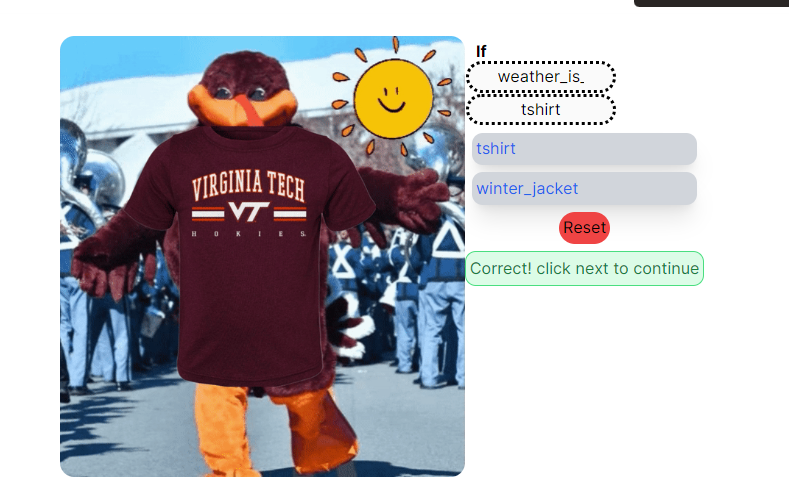 If
weather_is_
tshirt
tshirt
winter_jacket
Reset
Correct! click next to continue
VIRGINIA TECH
VT
HOKIES